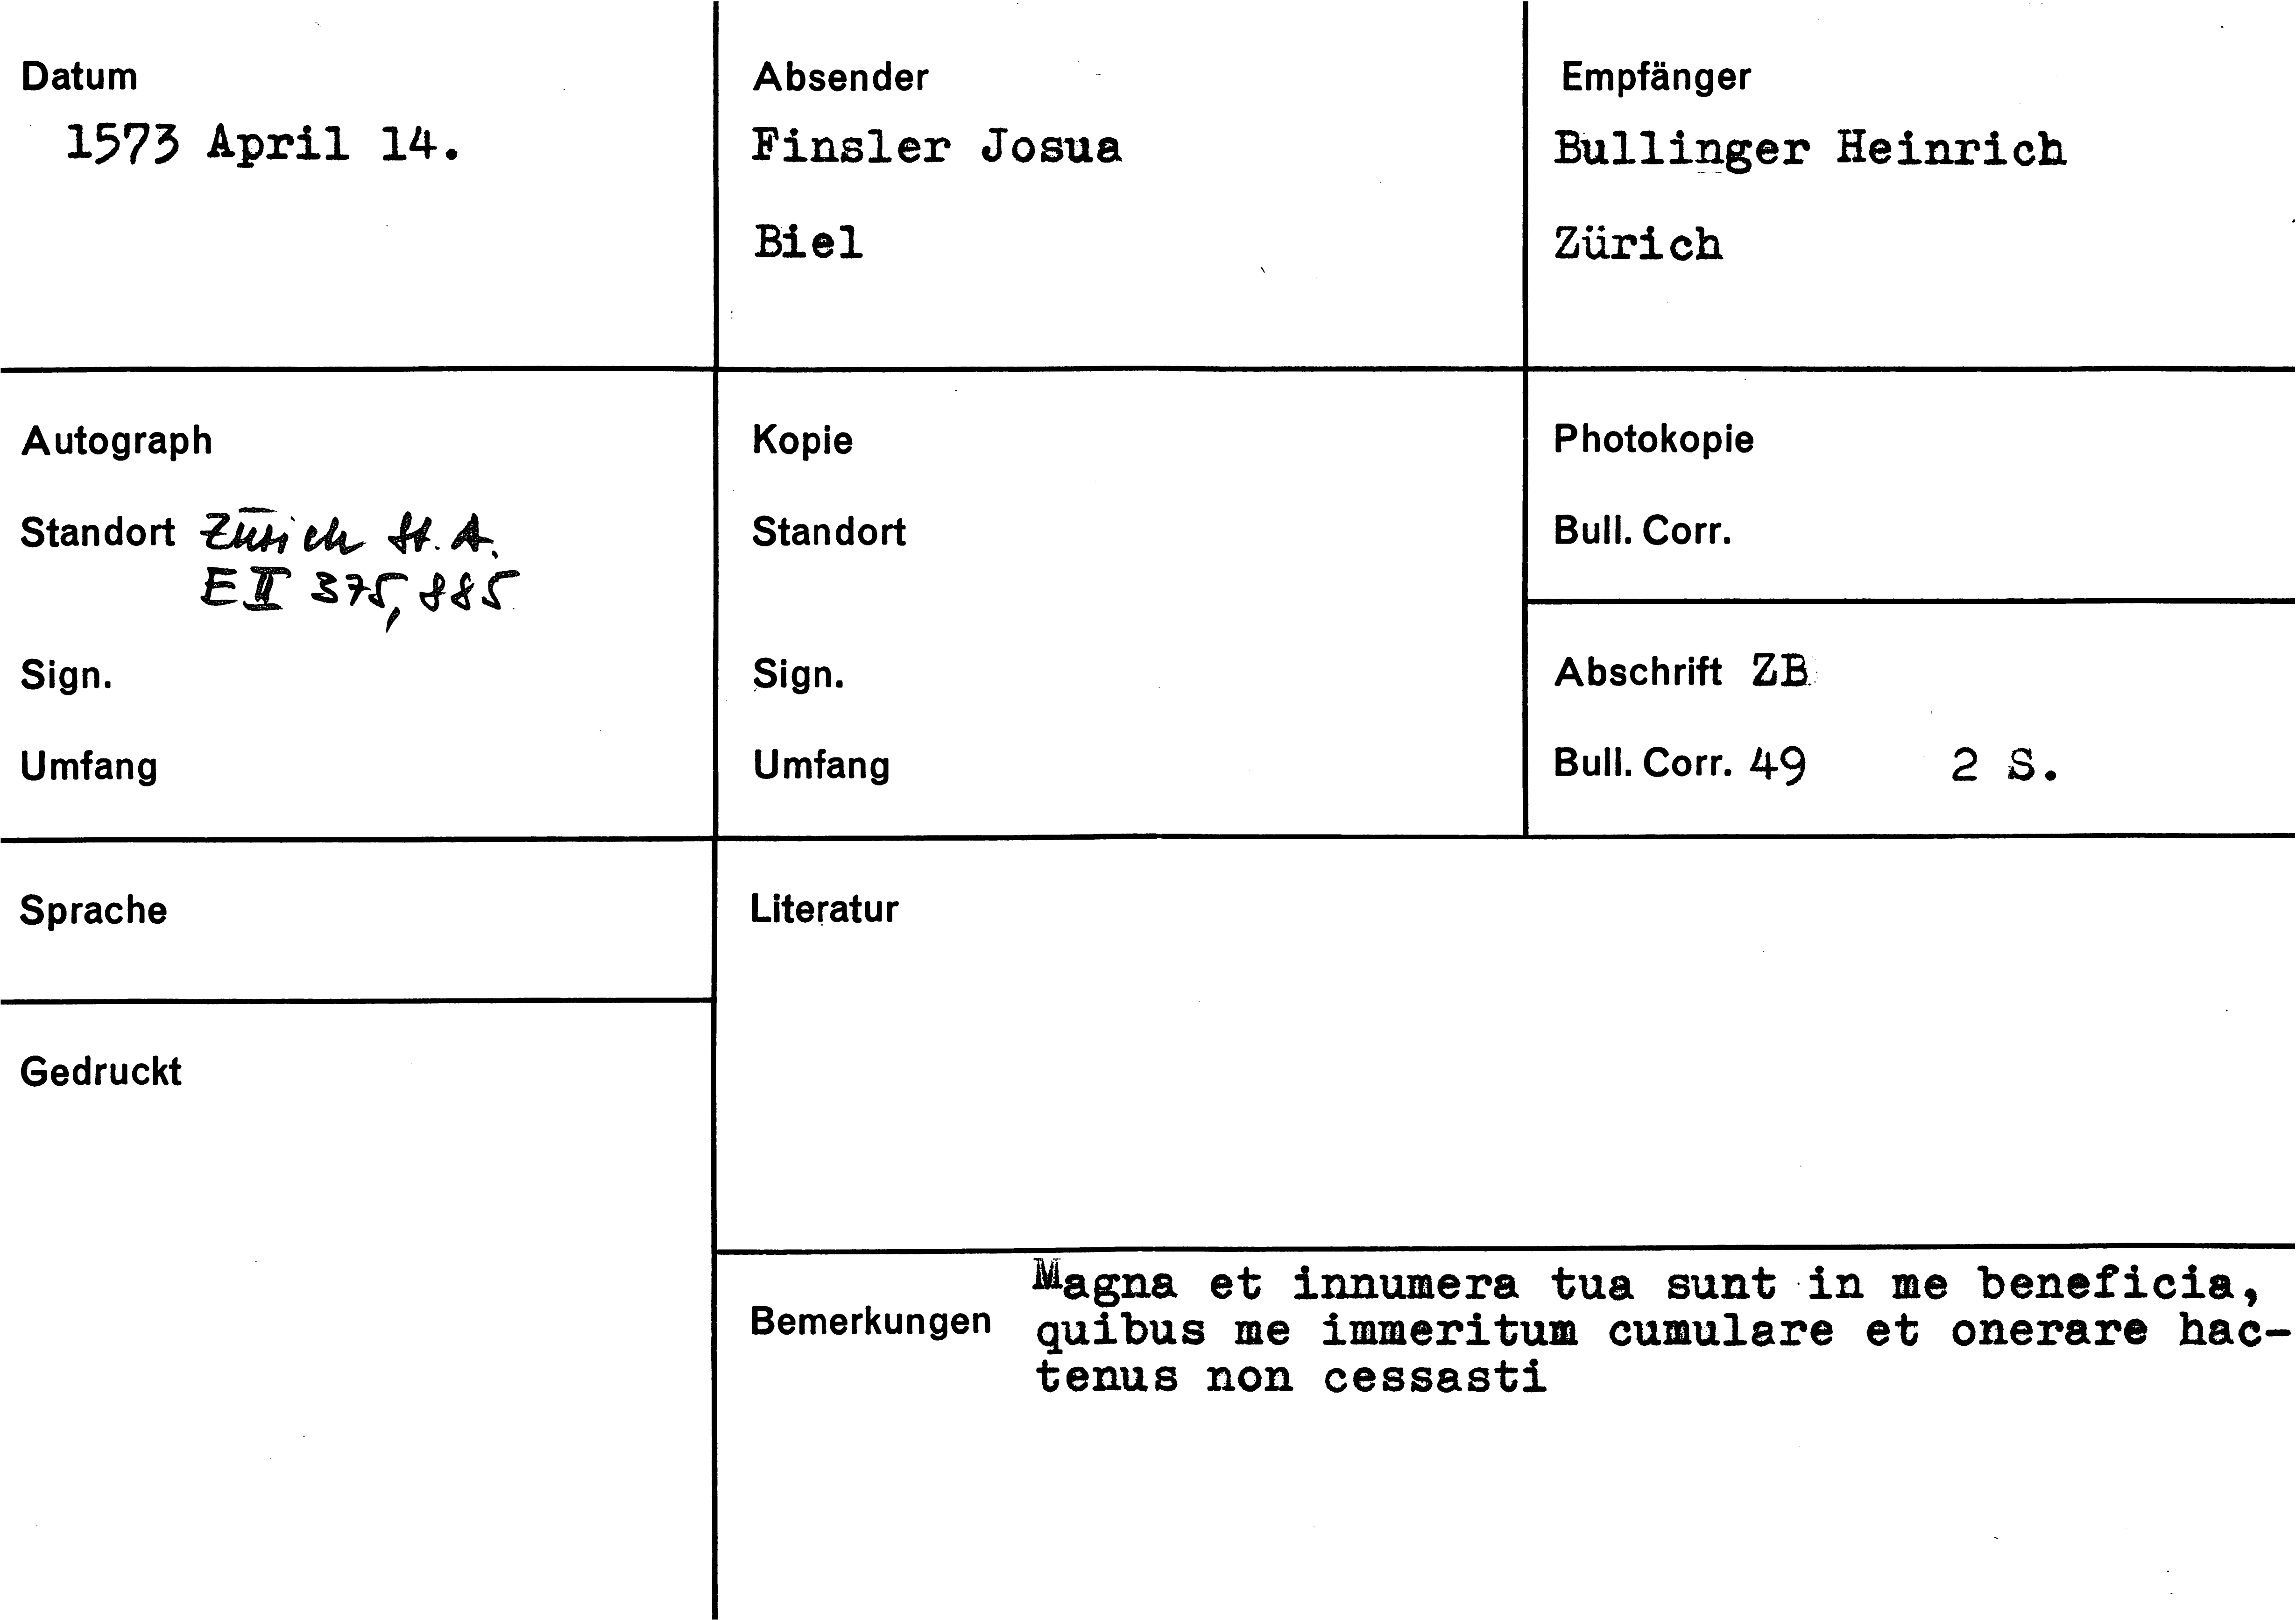 Datum
1573 April 14.
Absender
Finsler Josua
Biel
Empfänger
Bullinger Heinrich
Zürich
Autograph
Standort Zürich St. A.
E II 375, 885
Sign.
Umfang
Kopie
Standort
Sign.
Umfang
Photokopie
Bull. Corr.
Abschrift ZB
Bull. Corr. 49 2 S.
Sprache
Literatur
Gedruckt
Bemerkungen
Magna et innumera tua sunt in me beneficia,
quibus me immeritum cumulare et onerare hac-
tenus non cessasti